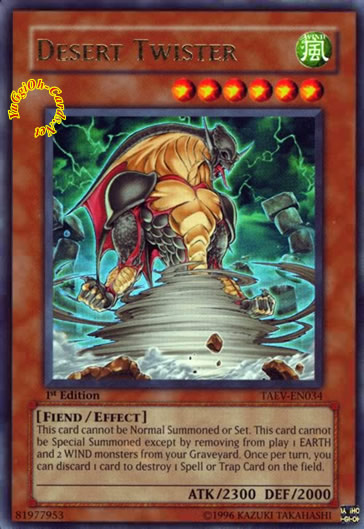 DESERT TWISTER
WIND
風
YuGiOh-Cards.Net
1st Edition
TAEV-EN034
[FIEND / EFFECT]
This card cannot be Normal Summoned or Set. This card cannot
be Special Summoned except by removing from play 1 EARTH
and 2 WIND monsters from your Graveyard. Once per turn, you
can discard 1 card to destroy 1 Spell or Trap Card on the field.
ATK/2300 DEF/2000
81977953
©1996 KAZUKI TAKAHASHI